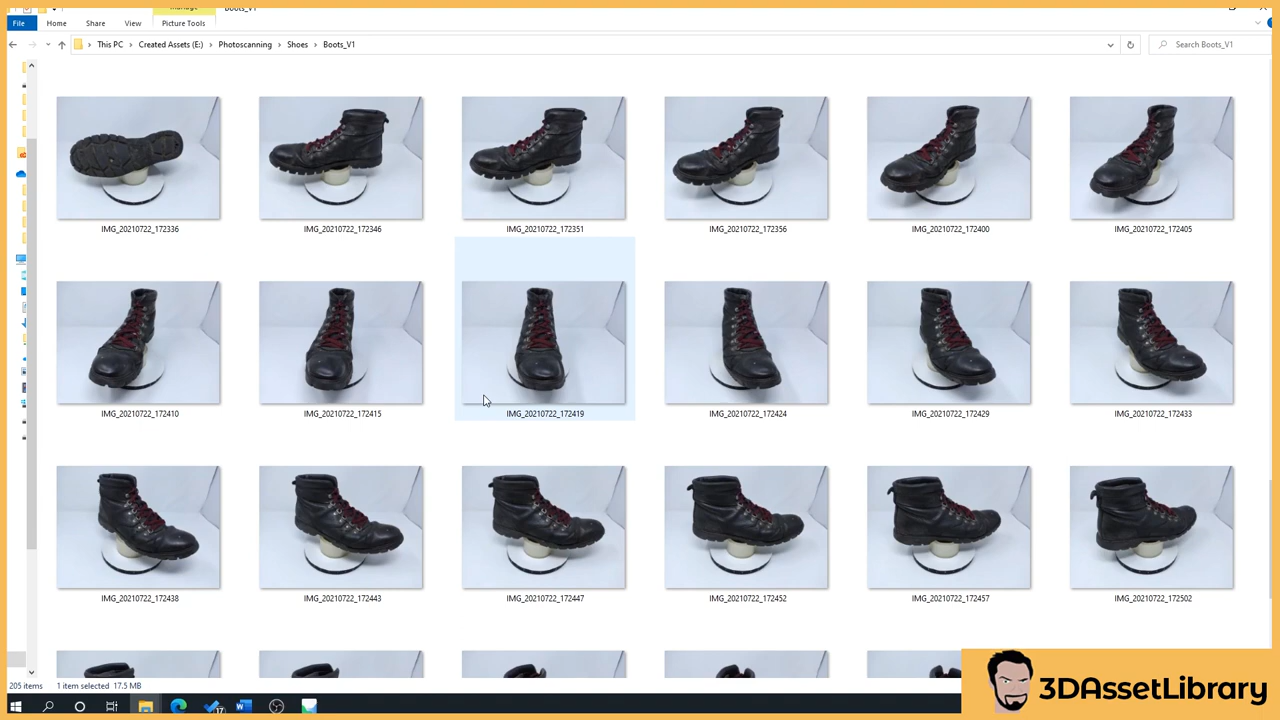 File Home Share View Picture Tools
This PC Created Assets (E:) Photoscanning Shoes Boots_V1 Search Boots_V1
IMG_20210722_172336 IMG_20210722_172346 IMG_20210722_172351 IMG_20210722_172356 IMG_20210722_172400 IMG_20210722_172405
IMG_20210722_172410 IMG_20210722_172415 IMG_20210722_172419 IMG_20210722_172424 IMG_20210722_172429 IMG_20210722_172433
IMG_20210722_172438 IMG_20210722_172443 IMG_20210722_172447 IMG_20210722_172452 IMG_20210722_172457 IMG_20210722_172502
205 items 1 item selected 17.5 MB
17
3DAssetLibrary